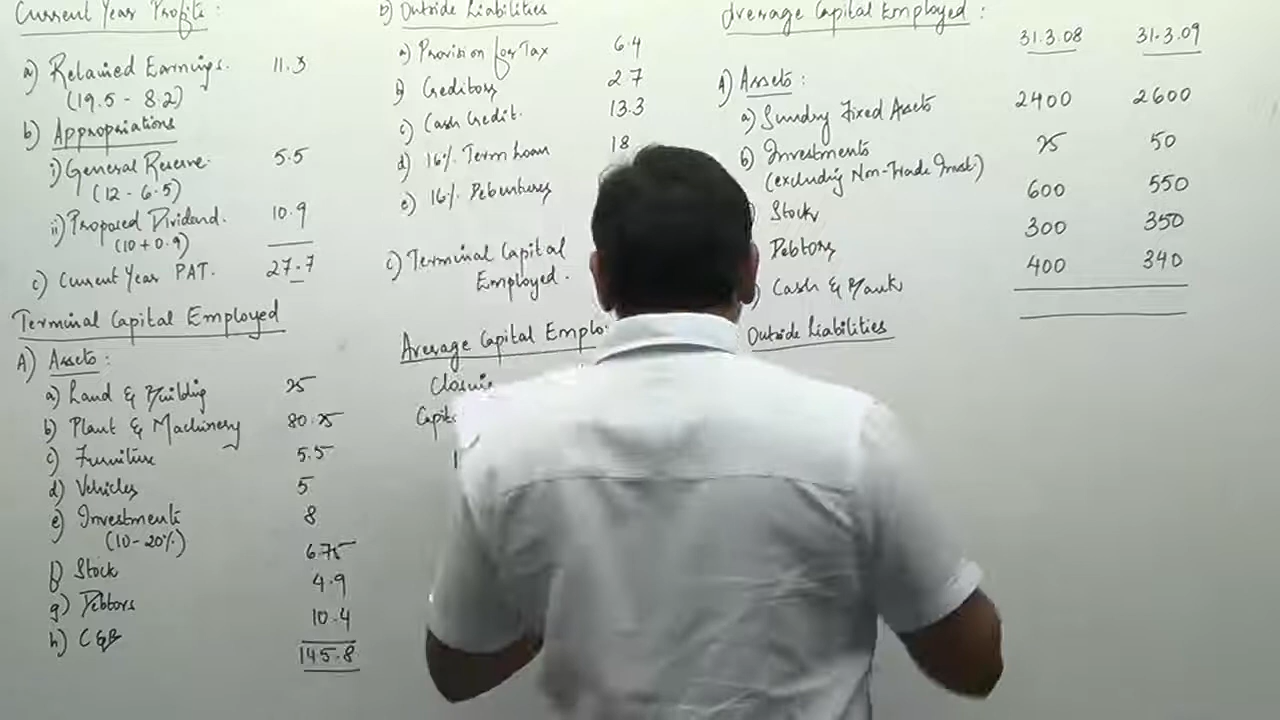 Current Year Profits :
a) Retained Earnings. 11.3
(19.5 - 8.2)
b) Appropriations
i) General Reserve 5.5
(12 - 6.5)
ii) Proposed Dividend. 10.9
(10 + 0.9)
c) Current Year PAT. 27.7
Terminal Capital Employed
A) Assets :
a) Land & Building 25
b) Plant & Machinery 80.25
c) Furniture 5.5
d) Vehicles 5
e) Investments 8
(10 - 20%)
f) Stock 6.75
g) Debtors 4.9
h) C&B 10.4
145.8
b) Outside Liabilities
a) Provision for Tax 6.4
b) Creditors 2.7
c) Cash Credit. 13.3
d) 16% Term Loan 18
e) 16% Debentures
c) Terminal Capital
Employed.
Average Capital
Average Capital Employed :
31.3.08 31.3.09
A) Assets :
a) Sundry Fixed Assets 2400 2600
b) Investments 25 50
(excluding Non-Trade Invst)
Stock 600 550
Debtors 300 350
Cash & Bank 400 340
Outside Liabilities